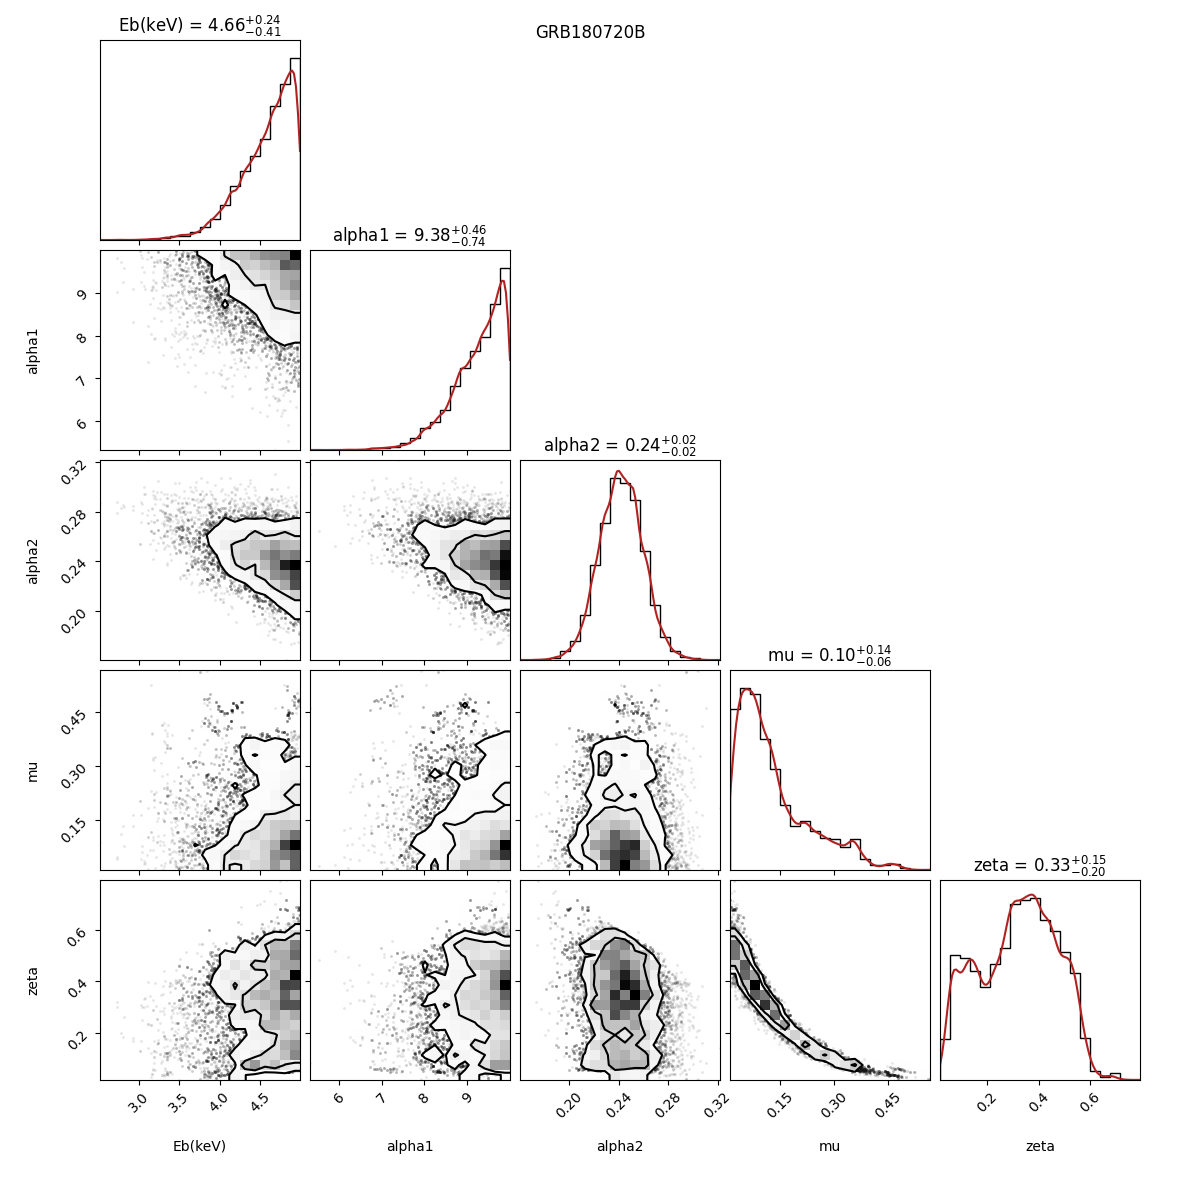 GRB180720B
Eb(keV) = 4.66+0.24−0.41
alpha1 = 9.38+0.46−0.74
9
8
7
6
alpha1
alpha2 = 0.24+0.02−0.02
0.32
0.28
0.24
0.20
alpha2
mu = 0.10+0.14−0.06
0.45
0.30
0.15
mu
zeta = 0.33+0.15−0.20
0.6
0.4
0.2
zeta
3.0 3.5 4.0 4.5 6 7 8 9 0.20 0.24 0.28 0.32 0.15 0.30 0.45 0.2 0.4 0.6
Eb(keV) alpha1 alpha2 mu zeta